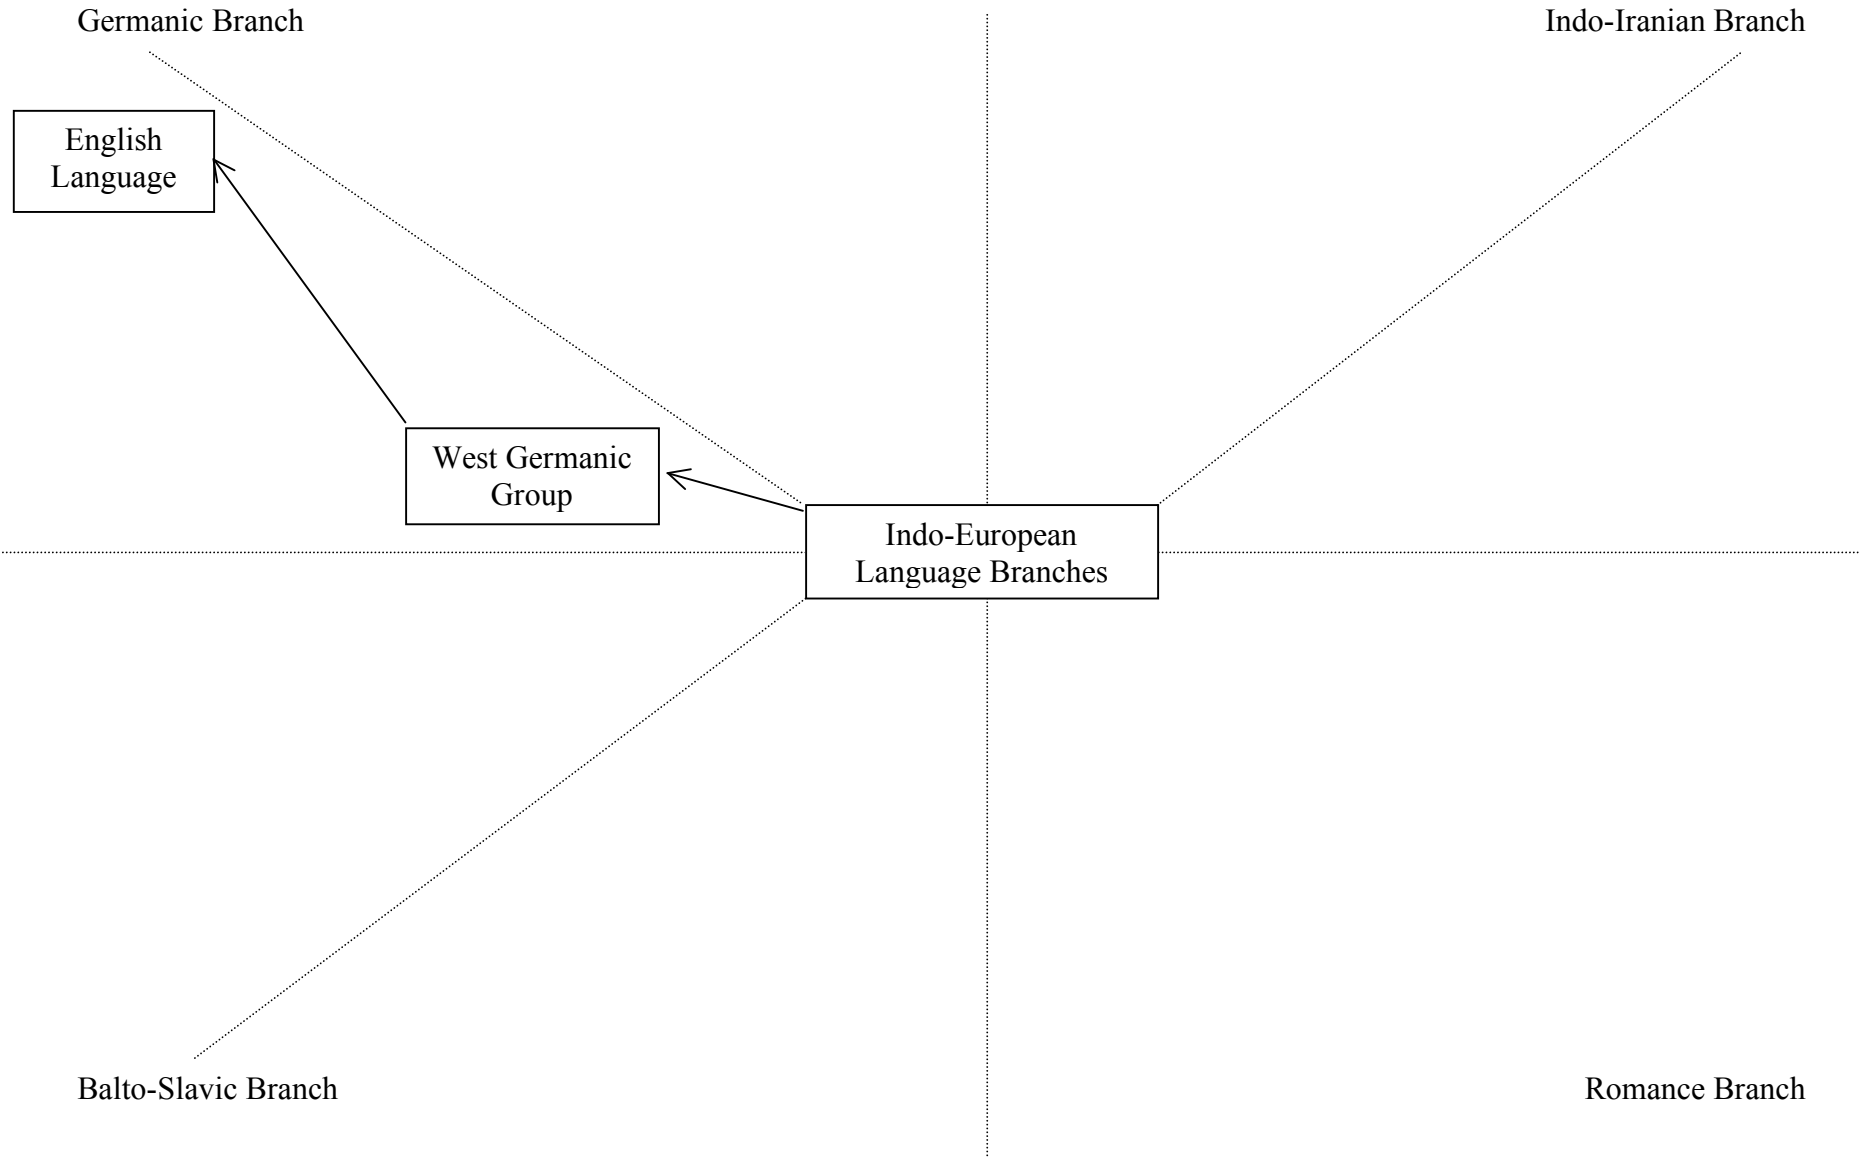 Germanic Branch
Indo-Iranian Branch
English
Language
West Germanic
Group
Indo-European
Language Branches
Balto-Slavic Branch
Romance Branch